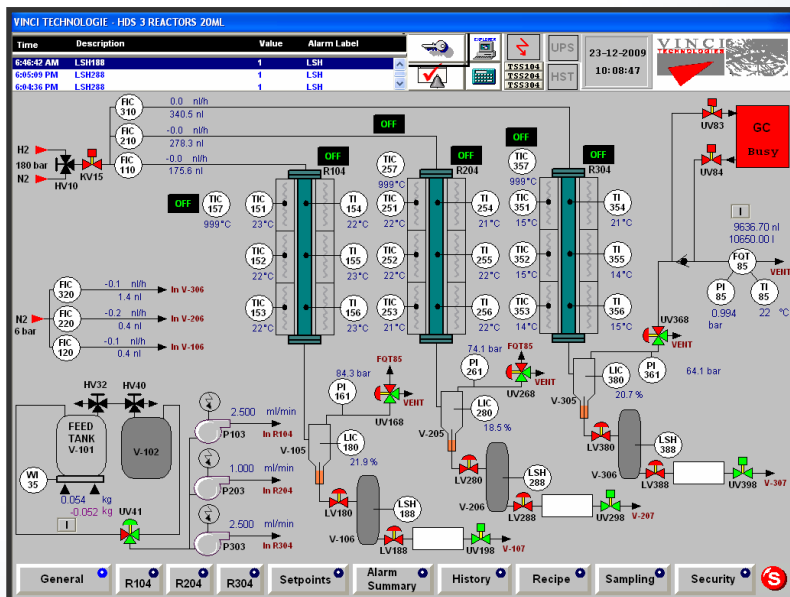 VINCI TECHNOLOGIE - HDS 3 REACTORS 20ML
Time Description Value Alarm Label
6:46:42 AM LSH188 1 LSH
6:05:09 PM LSH288 1 LSH
6:04:36 PM LSH288 1 LSH
EXPLORER
UPS
HST
TSS104
TSS204
TSS304
23-12-2009
10:08:47
VINCI
TECHNOLOGIES
FIC 310
0.0 nl/h
340.5 nl
FIC 210
-0.0 nl/h
278.3 nl
FIC 110
-0.0 nl/h
175.6 nl
H2
180 bar
N2
HV10
KV15
OFF
OFF
OFF
OFF
OFF
R104
R204
R304
TIC 157
999°C
TIC 257
999°C
TIC 357
999°C
TIC 151
23°C
TI 154
22°C
TIC 251
22°C
TI 254
21°C
TIC 351
15°C
TI 354
21°C
TIC 152
23°C
TI 155
23°C
TIC 252
22°C
TI 255
22°C
TIC 352
15°C
TI 355
14°C
TIC 153
22°C
TI 156
23°C
TIC 253
21°C
TI 256
22°C
TIC 353
14°C
TI 356
15°C
UV83
UV84
GC
Busy
I
9636.70 nl
10650.00 l
FQT 85
VENT
PI 85
0.994
bar
TI 85
22 °C
FIC 320
-0.1 nl/h
1.4 nl
In V-306
FIC 220
-0.2 nl/h
0.4 nl
In V-206
FIC 120
-0.1 nl/h
0.4 nl
In V-106
N2
6 bar
UV368
VENT
PI 361
64.1 bar
FQT85
74.1 bar
PI 261
VENT
UV268
FQT85
84.3 bar
PI 161
VENT
UV168
LIC 380
20.7 %
V-305
LIC 280
18.5 %
V-205
LIC 180
21.9 %
V-105
HV32
HV40
FEED
TANK
V-101
V-102
WI 35
0.054 kg
-0.052 kg
I
UV41
2.500 ml/min
P103
In R104
1.000 ml/min
P203
In R204
2.500 ml/min
P303
In R304
LV380
LSH 388
V-306
LV388
UV398
V-307
LV280
LSH 288
V-206
LV288
UV298
V-207
LV180
LSH 188
V-106
LV188
UV198
V-107
General
R104
R204
R304
Setpoints
Alarm
Summary
History
Recipe
Sampling
Security
S